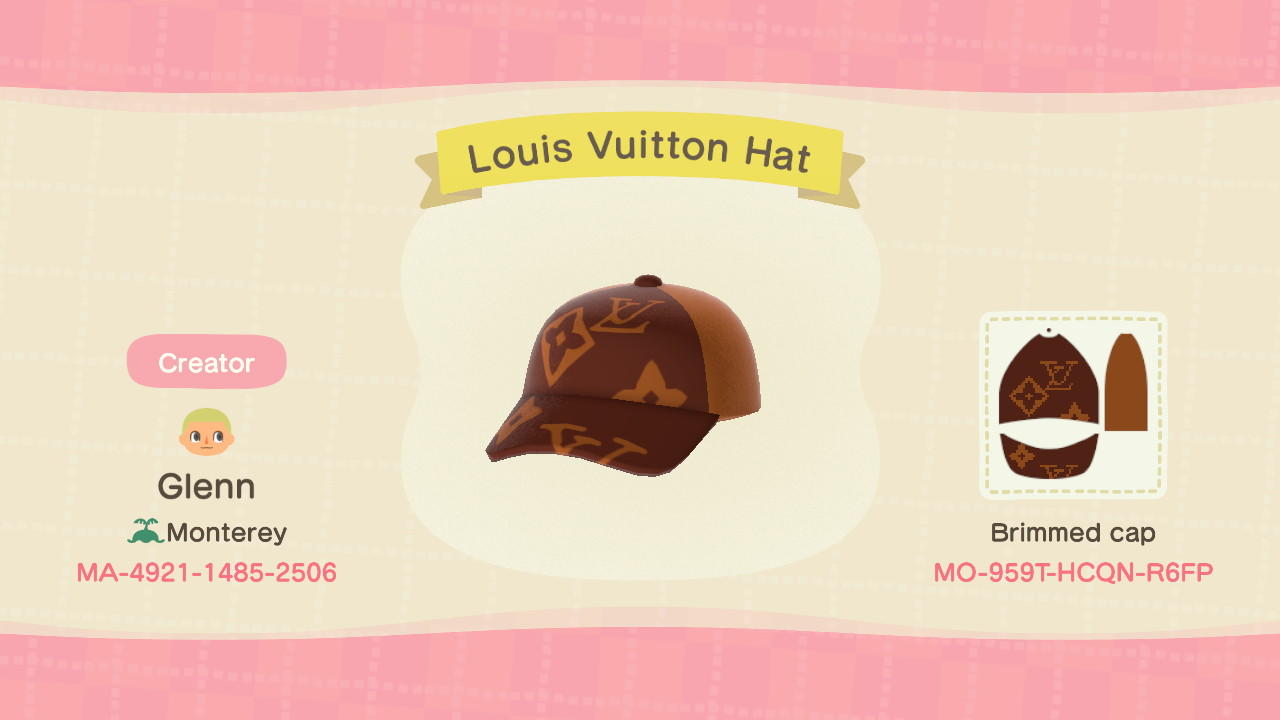 Louis Vuitton Hat
Creator
Glenn
Monterey
MA-4921-1485-2506
Brimmed cap
MO-959T-HCQN-R6FP